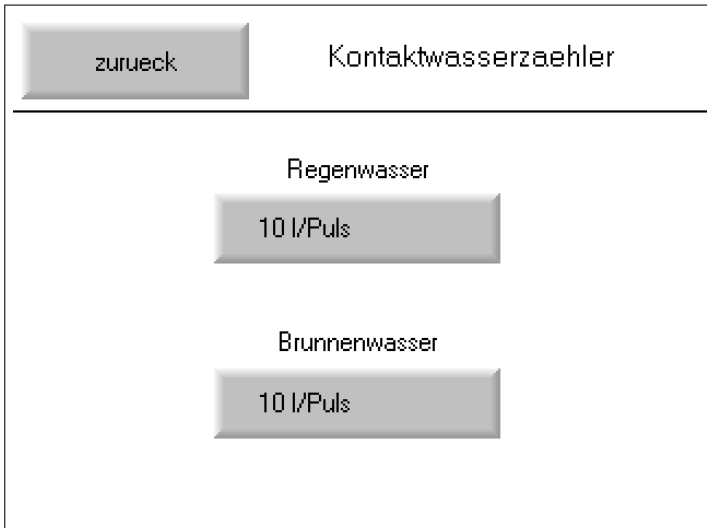 zurueck
Kontaktwasserzaehler
Regenwasser
10 l/Puls
Brunnenwasser
10 l/Puls